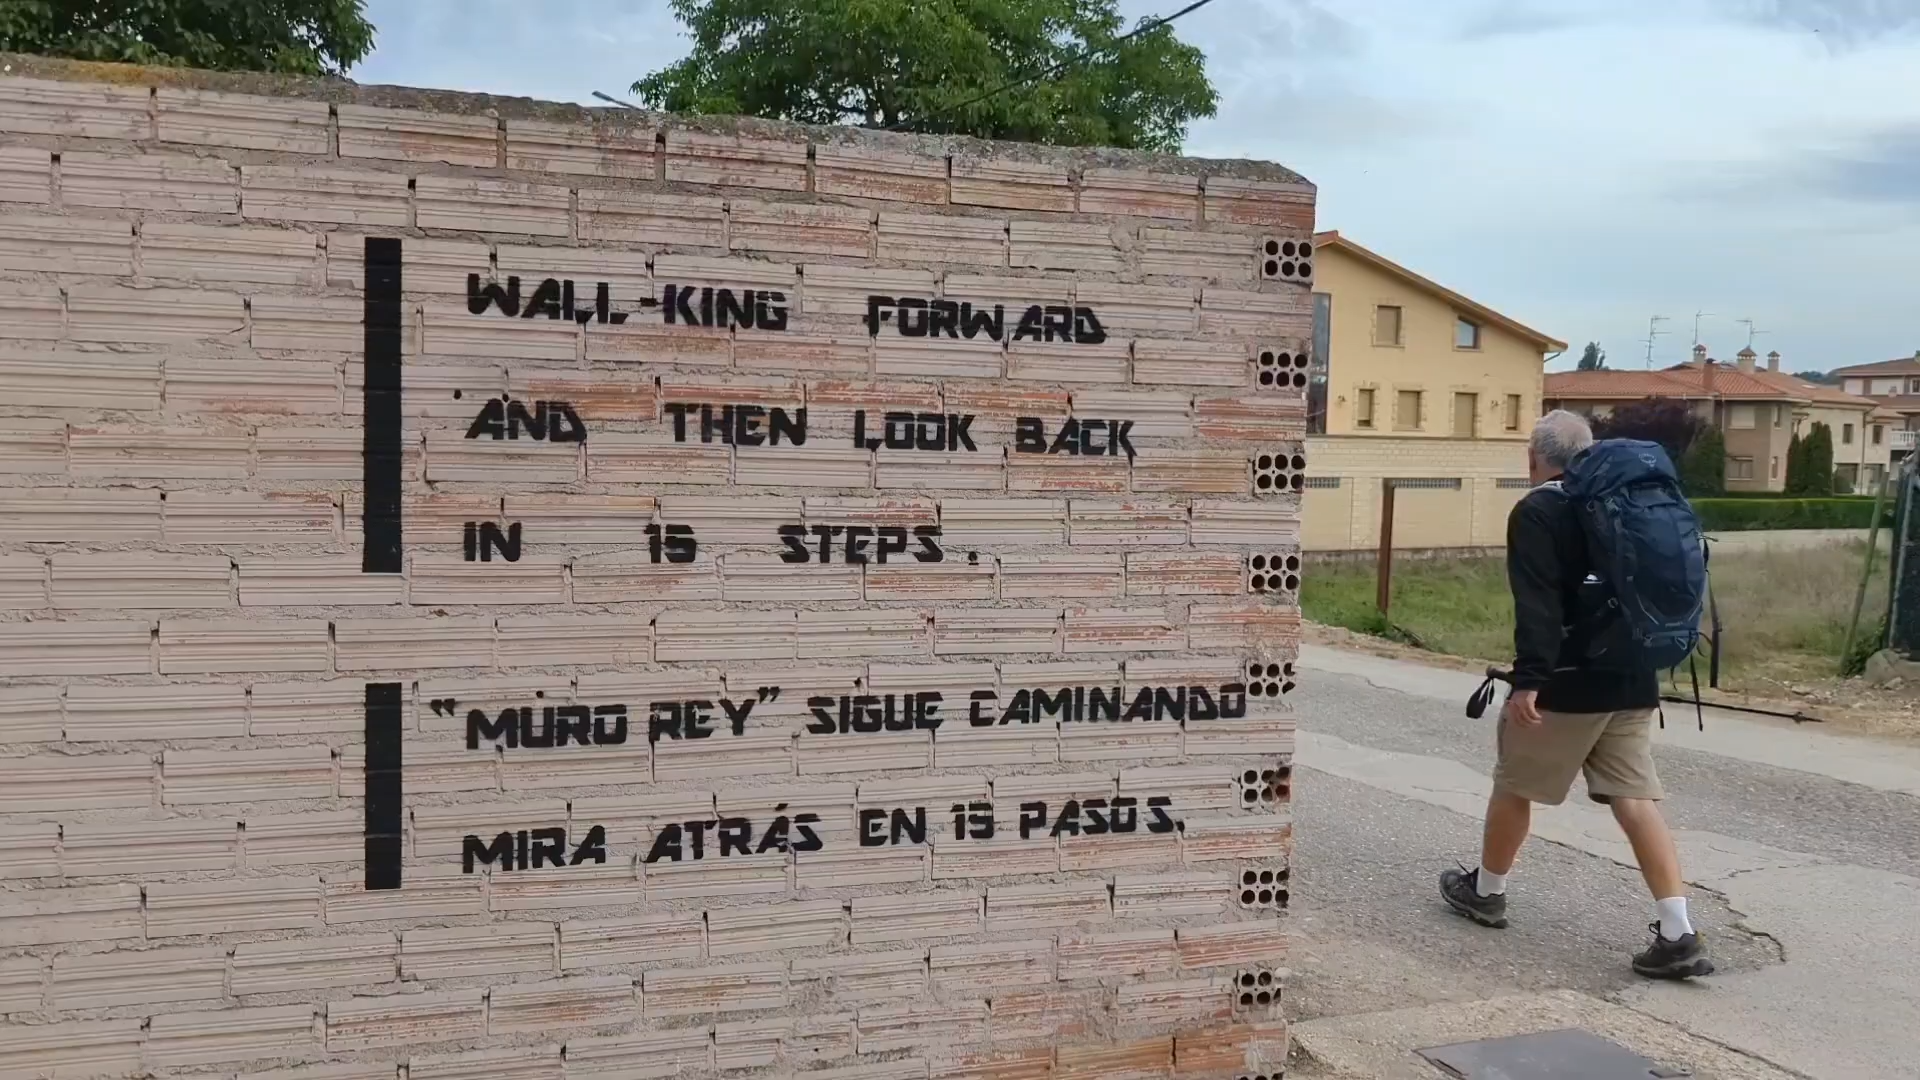 WALL-KING FORWARD
AND THEN LOOK BACK
IN 15 STEPS.
"MURO REY" SIGUE CAMINANDO
MIRA ATRÁS EN 15 PASOS.